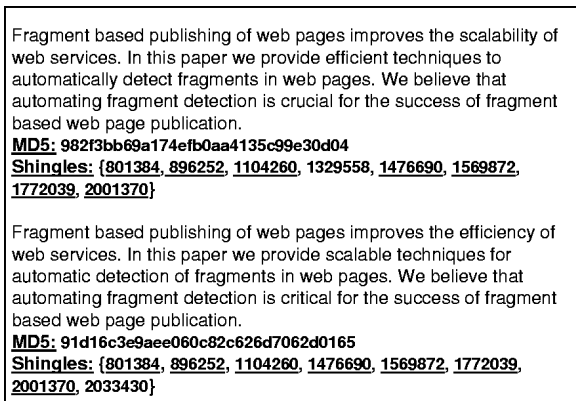 Fragment based publishing of web pages improves the scalability of
web services. In this paper we provide efficient techniques to
automatically detect fragments in web pages. We believe that
automating fragment detection is crucial for the success of fragment
based web page publication.
MD5: 982f3bb69a174efb0aa4135c99e30d04
Shingles: {801384, 896252, 1104260, 1329558, 1476690, 1569872,
1772039, 2001370}
Fragment based publishing of web pages improves the efficiency of
web services. In this paper we provide scalable techniques for
automatic detection of fragments in web pages. We believe that
automating fragment detection is critical for the success of fragment
based web page publication.
MD5: 91d16c3e9aee060c82c626d7062d0165
Shingles: {801384, 896252, 1104260, 1476690, 1569872, 1772039,
2001370, 2033430}